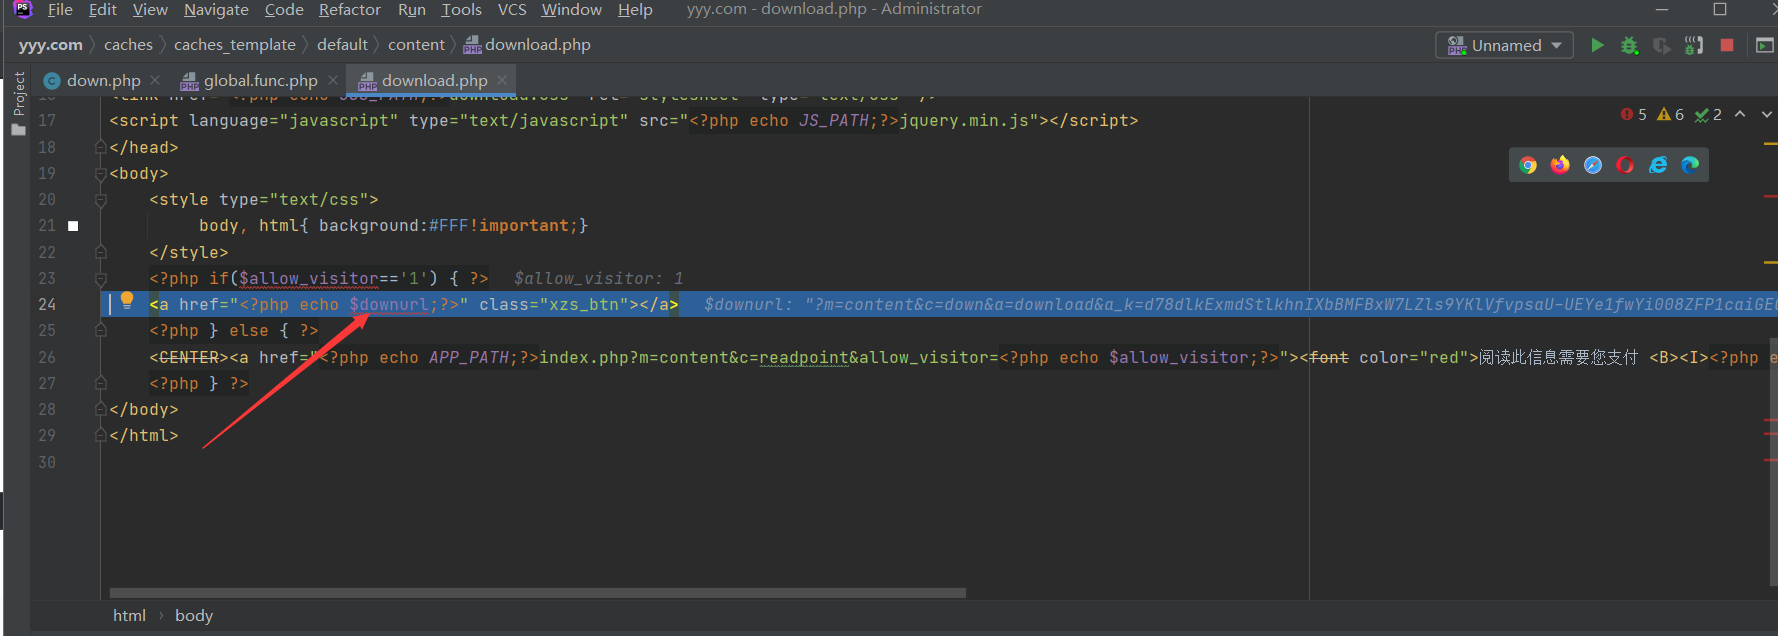 File Edit View Navigate Code Refactor Run Tools VCS Window Help yyy.com - download.php - Administrator
yyy.com caches caches_template default content download.php Unnamed
down.php global.func.php download.php
Project
17 <script language="javascript" type="text/javascript" src="<?php echo JS_PATH;?>jquery.min.js"></script>
5 6 2
18 </head>
19 <body>
20 <style type="text/css">
21 body, html{ background:#FFF!important;}
22 </style>
23 <?php if($allow_visitor=='1') { ?> $allow_visitor: 1
24 <a href="<?php echo $downurl;?>" class="xzs_btn"></a> $downurl: "?m=content&c=down&a=download&a_k=d78dlkExmdStlkhnIXbBMFBxW7LZls9YKlVfvpsaU-UEYe1fwYi008ZFP1caiGE
25 <?php } else { ?>
26 <CENTER><a href="<?php echo APP_PATH;?>index.php?m=content&c=readpoint&allow_visitor=<?php echo $allow_visitor;?>"><font color="red">阅读此信息需要您支付 <B><I><?php e
27 <?php } ?>
28 </body>
29 </html>
30
html body